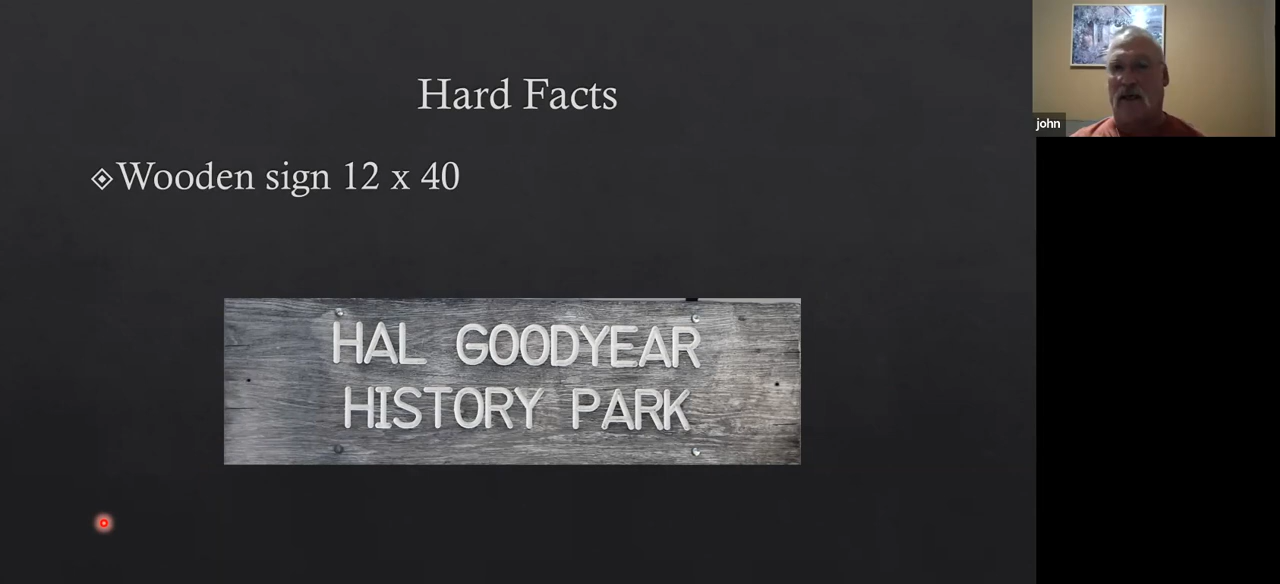 Hard Facts
Wooden sign 12 x 40
HAL GOODYEAR
HISTORY PARK
john